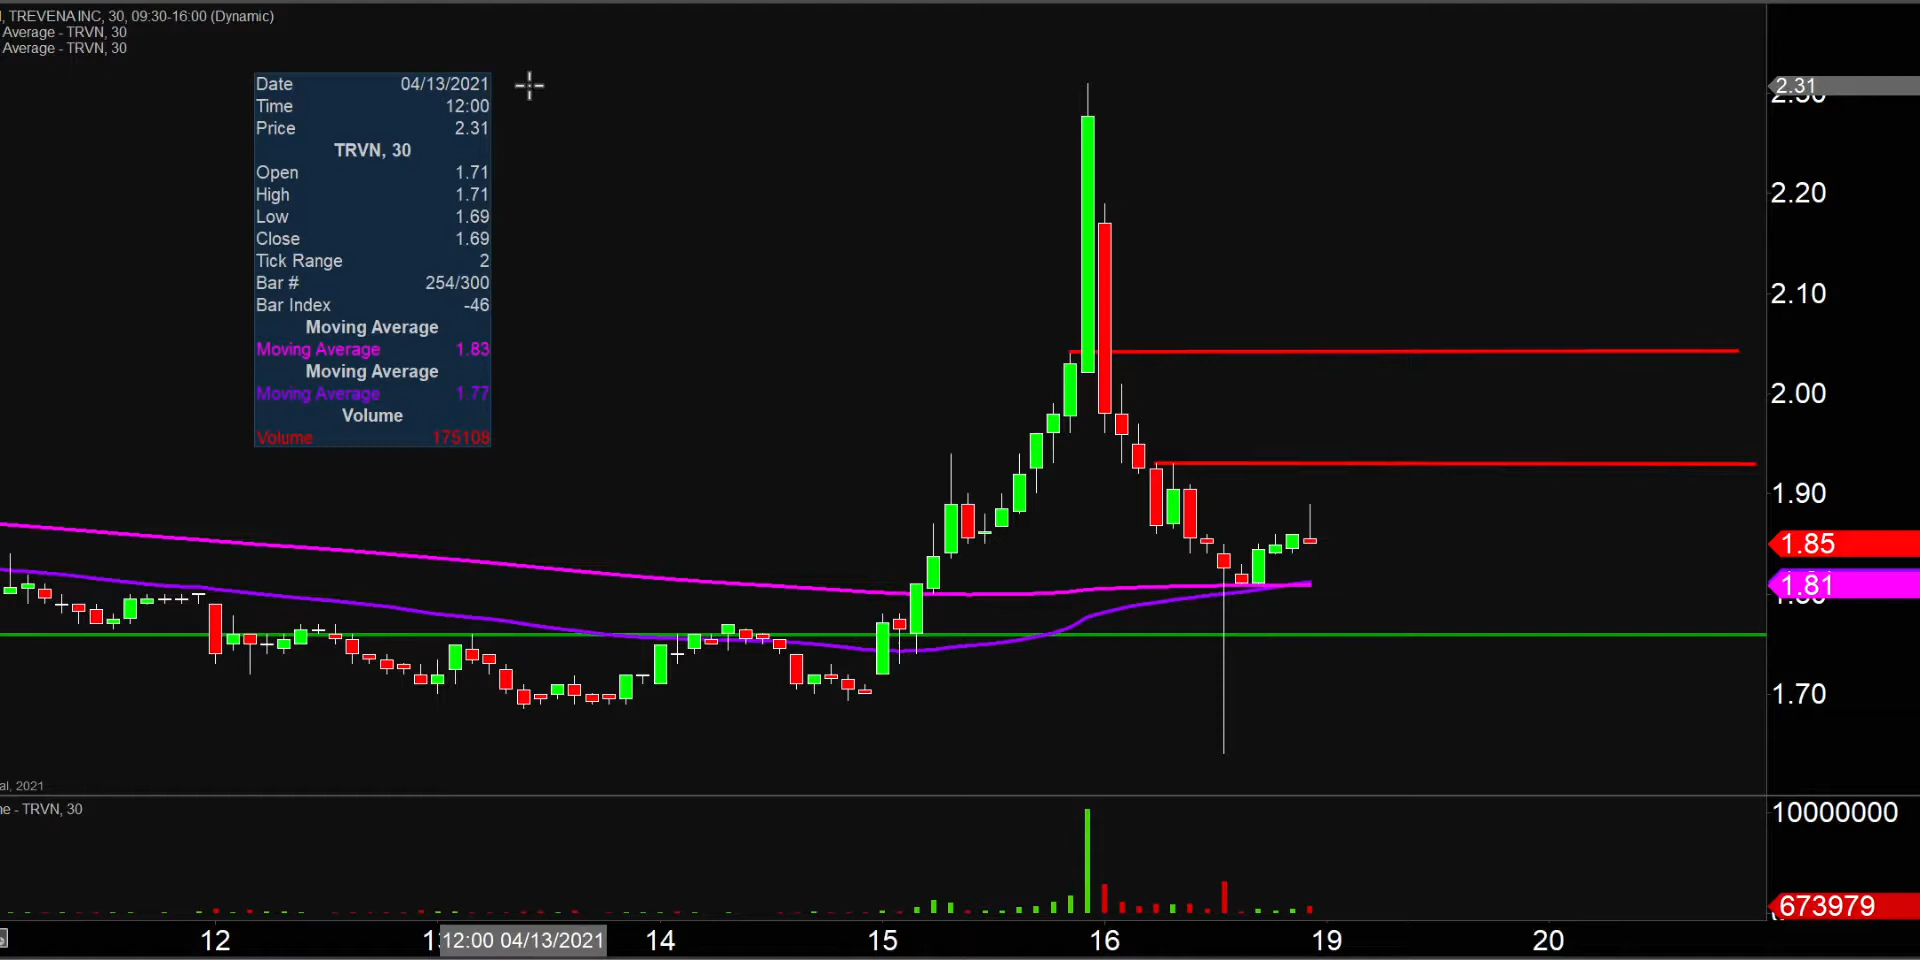 , TREVENA INC, 30, 09:30-16:00 (Dynamic)
Average - TRVN, 30
Average - TRVN, 30
Date 04/13/2021
Time 12:00
Price 2.31
TRVN, 30
Open 1.71
High 1.71
Low 1.69
Close 1.69
Tick Range 2
Bar # 254/300
Bar Index -46
Moving Average
Moving Average 1.83
Moving Average
Moving Average 1.77
Volume
Volume 175108
2.31
2.20
2.10
2.00
1.90
1.85
1.81
1.70
al, 2021
ne - TRVN, 30
10000000
673979
12
12:00 04/13/2021
14
15
16
19
20